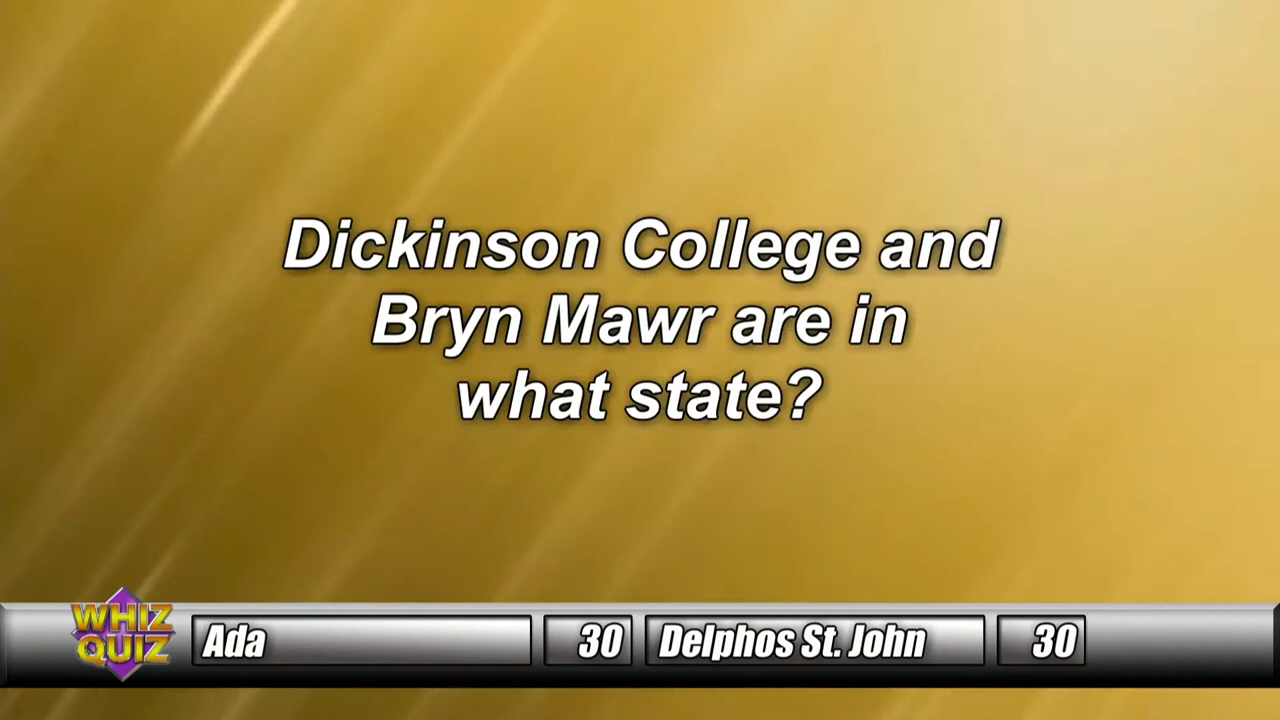 Dickinson College and
Bryn Mawr are in
what state?
WHIZ
QUIZ
Ada 30 Delphos St. John 30